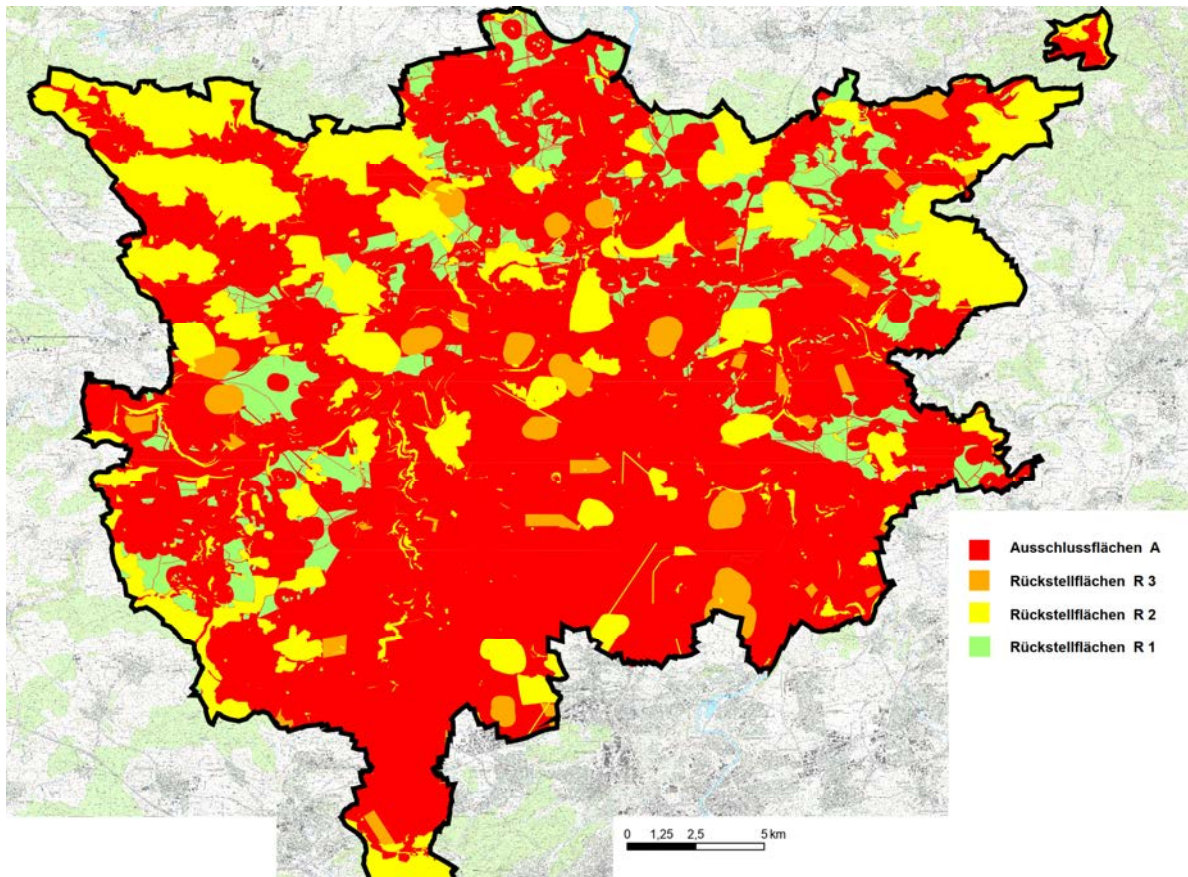 Ausschlussflächen A
Rückstellflächen R 3
Rückstellflächen R 2
Rückstellflächen R 1
0 1,25 2,5 5 km